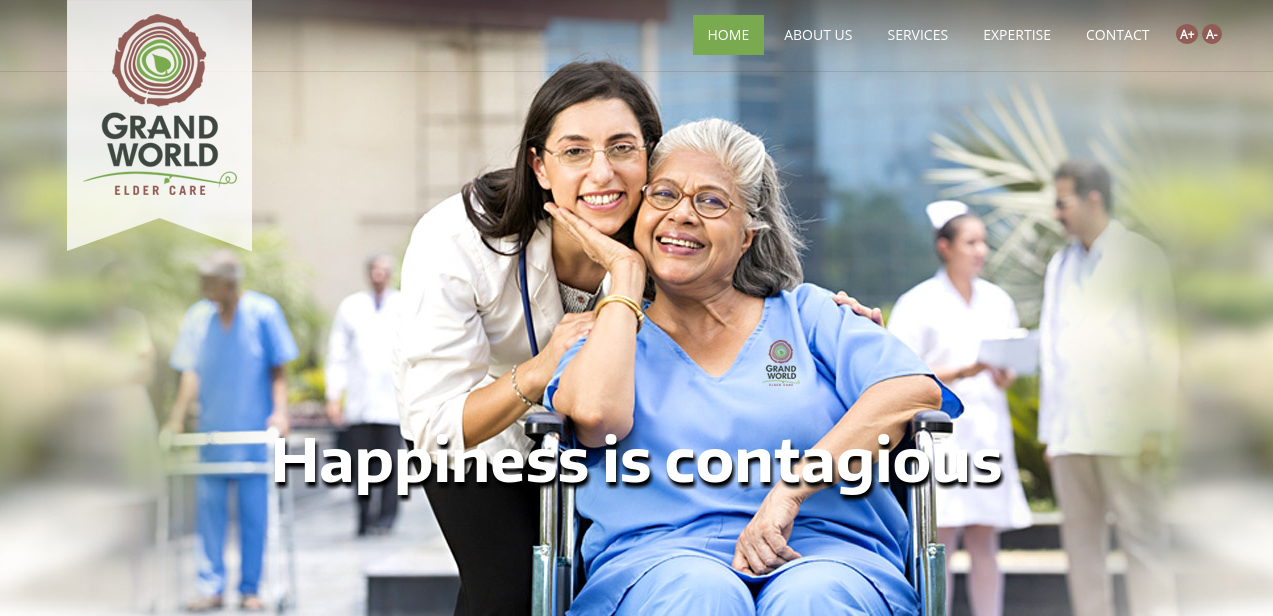 HOME
ABOUT US
SERVICES
EXPERTISE
CONTACT
A+
A-
GRAND
WORLD
ELDER CARE
GRAND
WORLD
ELDER CARE
Happiness is contagious